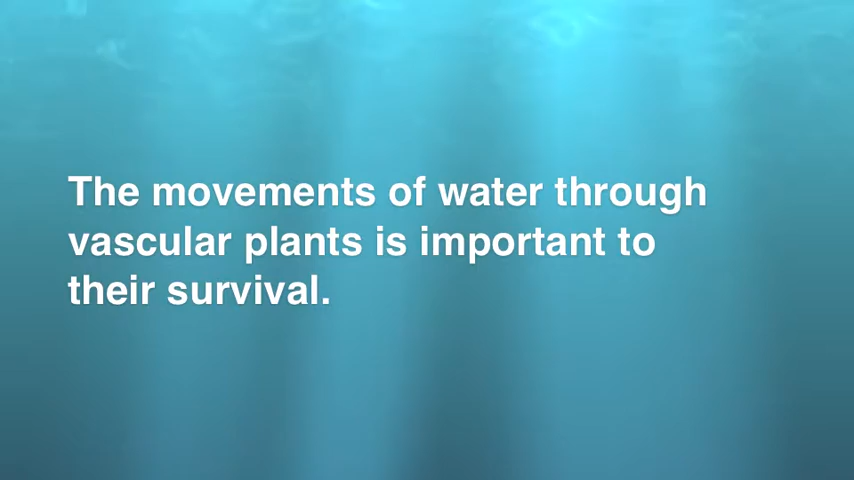 The movements of water through
vascular plants is important to
their survival.